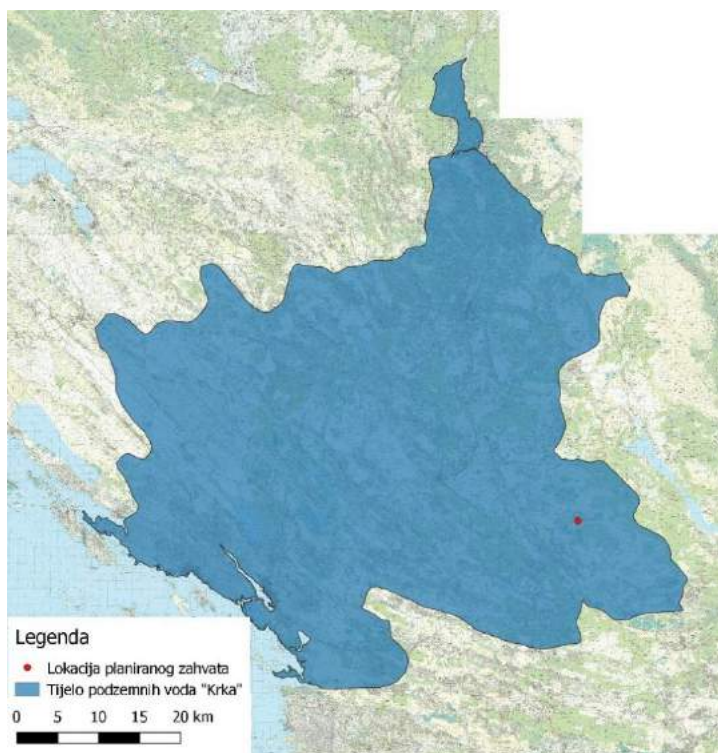 Legenda
Lokacija planiranog zahvata
Tijelo podzemnih voda "Krka"
0 5 10 15 20 km